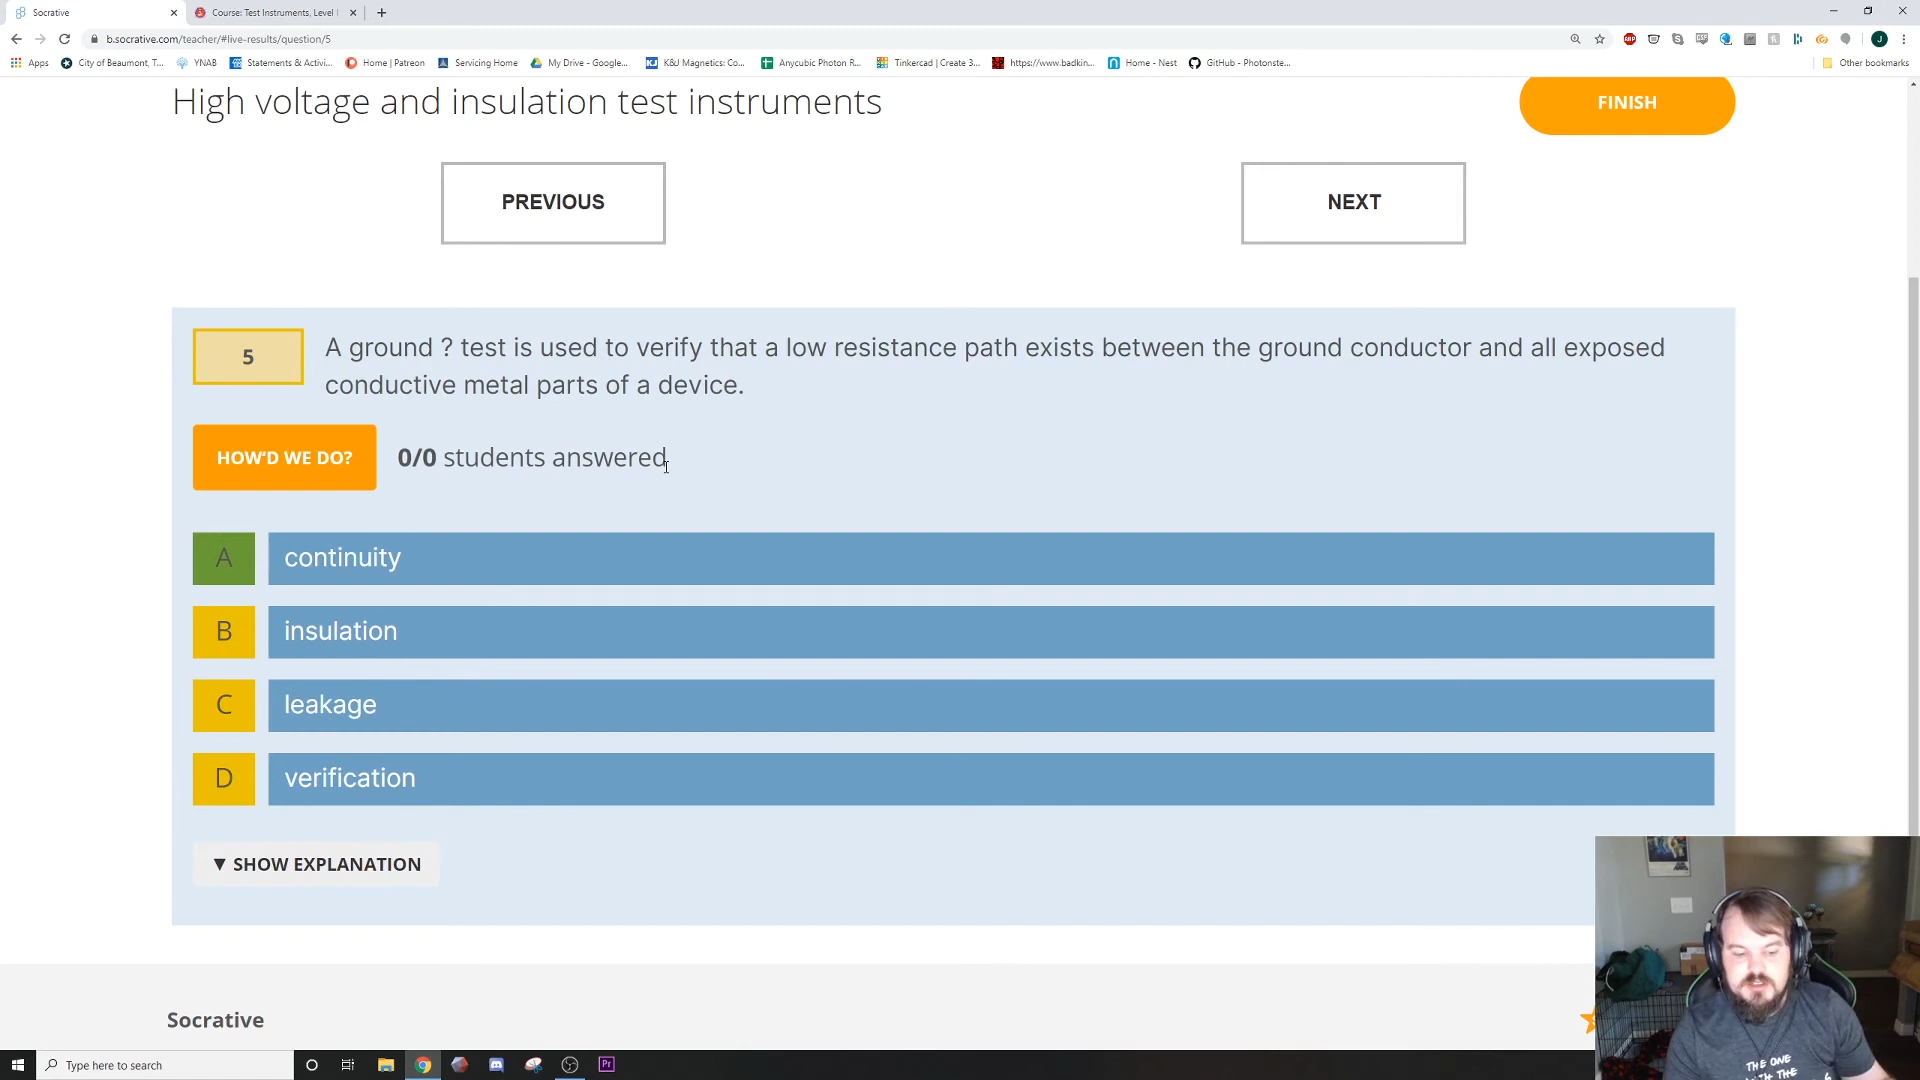 Socrative
Course: Test Instruments, Level
b.socrative.com/teacher/#live-results/question/5
Apps
City of Beaumont, T...
YNAB
Statements & Activi...
Home | Patreon
Servicing Home
My Drive - Google...
K&J Magnetics: Co...
Anycubic Photon R...
Tinkercad | Create 3...
https://www.badkin...
Home - Nest
GitHub - Photonste...
Other bookmarks
High voltage and insulation test instruments
FINISH
PREVIOUS
NEXT
5
A ground ? test is used to verify that a low resistance path exists between the ground conductor and all exposed
conductive metal parts of a device.
HOW'D WE DO?
0/0 students answered
A
continuity
B
insulation
C
leakage
D
verification
▼ SHOW EXPLANATION
Socrative
Type here to search
THE ONE
WITH THE